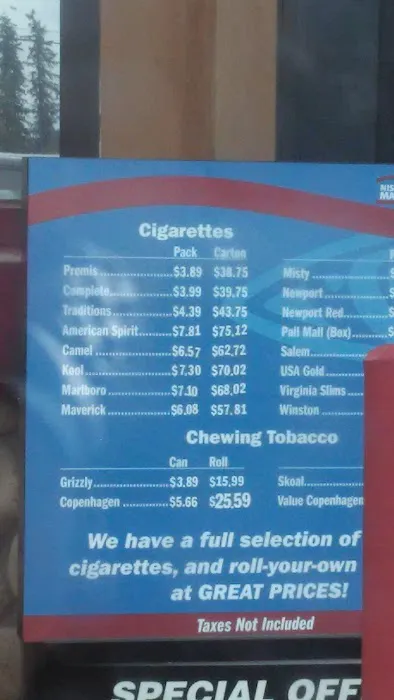 NIS
MA
Cigarettes
Pack Carton
Premis..........$3.89 $38.75 Misty..........$
Complete..........$3.99 $39.75 Newport..........$
Traditions..........$4.39 $43.75 Newport Red..........$
American Spirit..........$7.81 $75.12 Pall Mall (Box)..........$
Camel..........$6.57 $62.72 Salem..........
Kool..........$7.30 $70.02 USA Gold..........
Marlboro..........$7.10 $68.02 Virginia Slims..........
Maverick..........$6.08 $57.81 Winston..........
Chewing Tobacco
Can Roll
Grizzly..........$3.89 $15.99 Skoal..........
Copenhagen..........$5.66 $25.59 Value Copenhagen
We have a full selection of
cigarettes, and roll-your-own
at GREAT PRICES!
Taxes Not Included
SPECIAL OFF